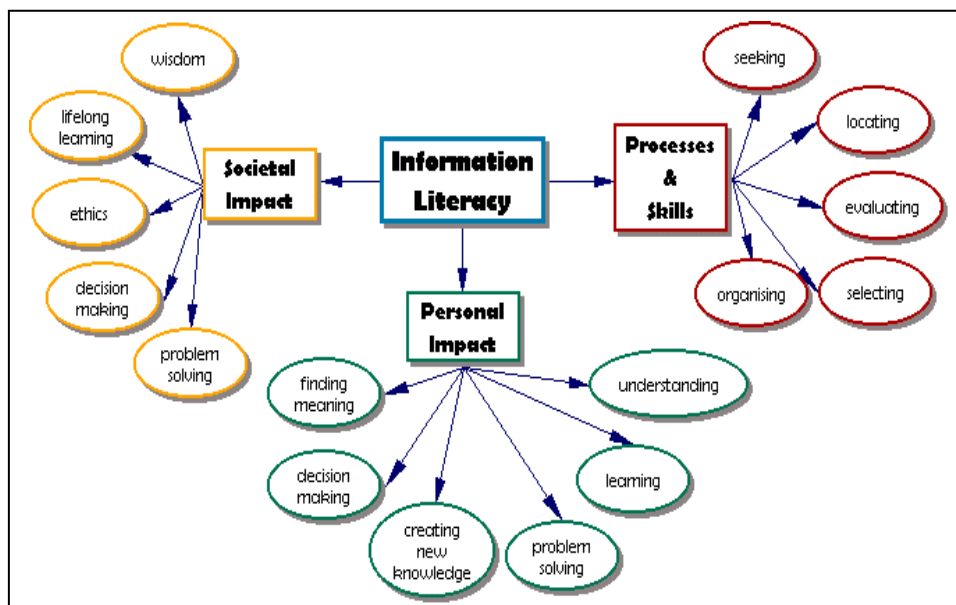 Information
Literacy
Societal
Impact
wisdom
lifelong
learning
ethics
decision
making
problem
solving
Processes
&
Skills
seeking
locating
evaluating
selecting
organising
Personal
Impact
finding
meaning
decision
making
creating
new
knowledge
problem
solving
learning
understanding